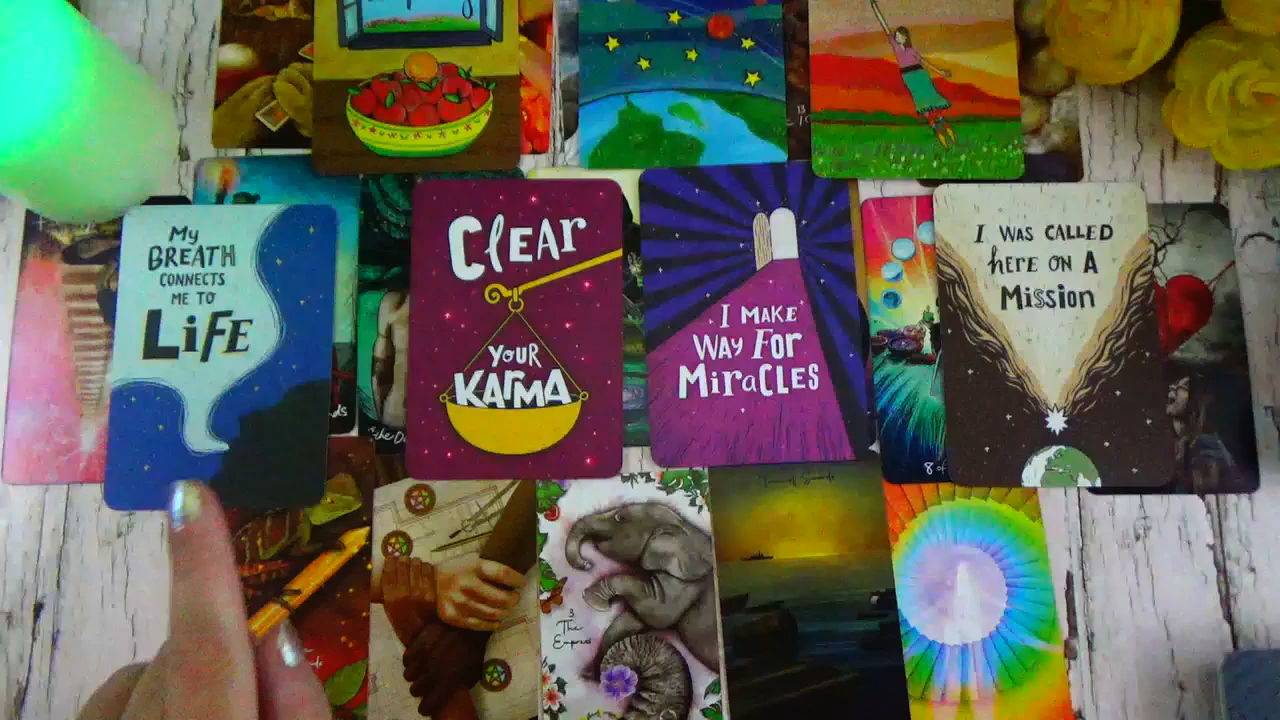 My
BREATH
CONNECTS
ME TO
LiFE
ClEAr
YOUR
KARMA
I MAKE
WAY FOR
MiraCLES
I WAS CALLED
hERE ON A
Mission
8 of
3
The
Empress